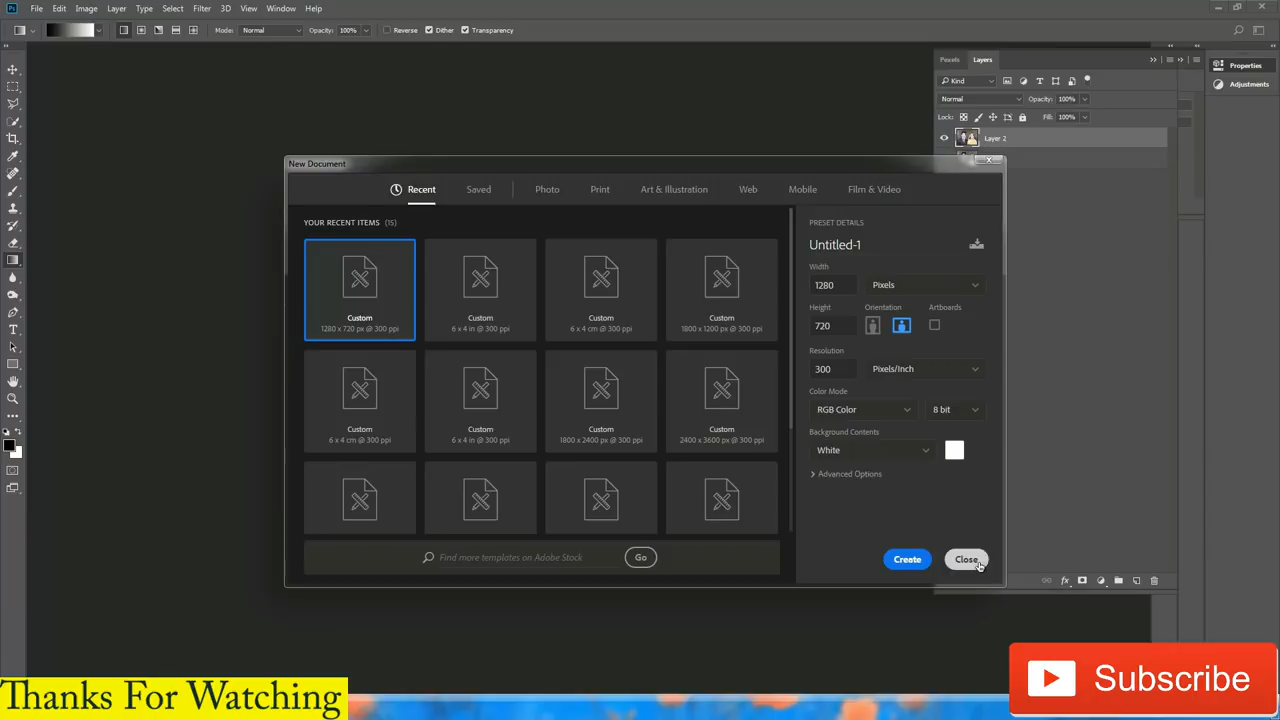 Ps File Edit Image Layer Type Select Filter 3D View Window Help
Mode: Normal Opacity: 100% Reverse Dither Transparency
Pexels Layers
Properties
Kind
Adjustments
Normal Opacity: 100%
Lock: Fill: 100%
Layer 2
New Document
Recent Saved Photo Print Art & Illustration Web Mobile Film & Video
YOUR RECENT ITEMS (15)
Custom
1280 x 720 px @ 300 ppi
Custom
6 x 4 in @ 300 ppi
Custom
6 x 4 cm @ 300 ppi
Custom
1800 x 1200 px @ 300 ppi
Custom
6 x 4 cm @ 300 ppi
Custom
6 x 4 in @ 300 ppi
Custom
1800 x 2400 px @ 300 ppi
Custom
2400 x 3600 px @ 300 ppi
Find more templates on Adobe Stock Go
PRESET DETAILS
Untitled-1
Width
1280 Pixels
Height Orientation Artboards
720
Resolution
300 Pixels/Inch
Color Mode
RGB Color 8 bit
Background Contents
White
Advanced Options
Create Close
fx
Thanks For Watching
Subscribe